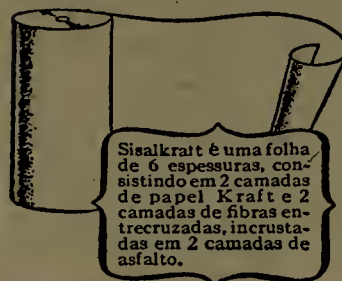 Sisalkratt é uma folha
de 6 espessuras, con-
sistindo em 2 camadas
de papel Kraft e 2
camadas de fibras en-
trecruzadas, incrusta-
das em 2 camadas de
asfalto.